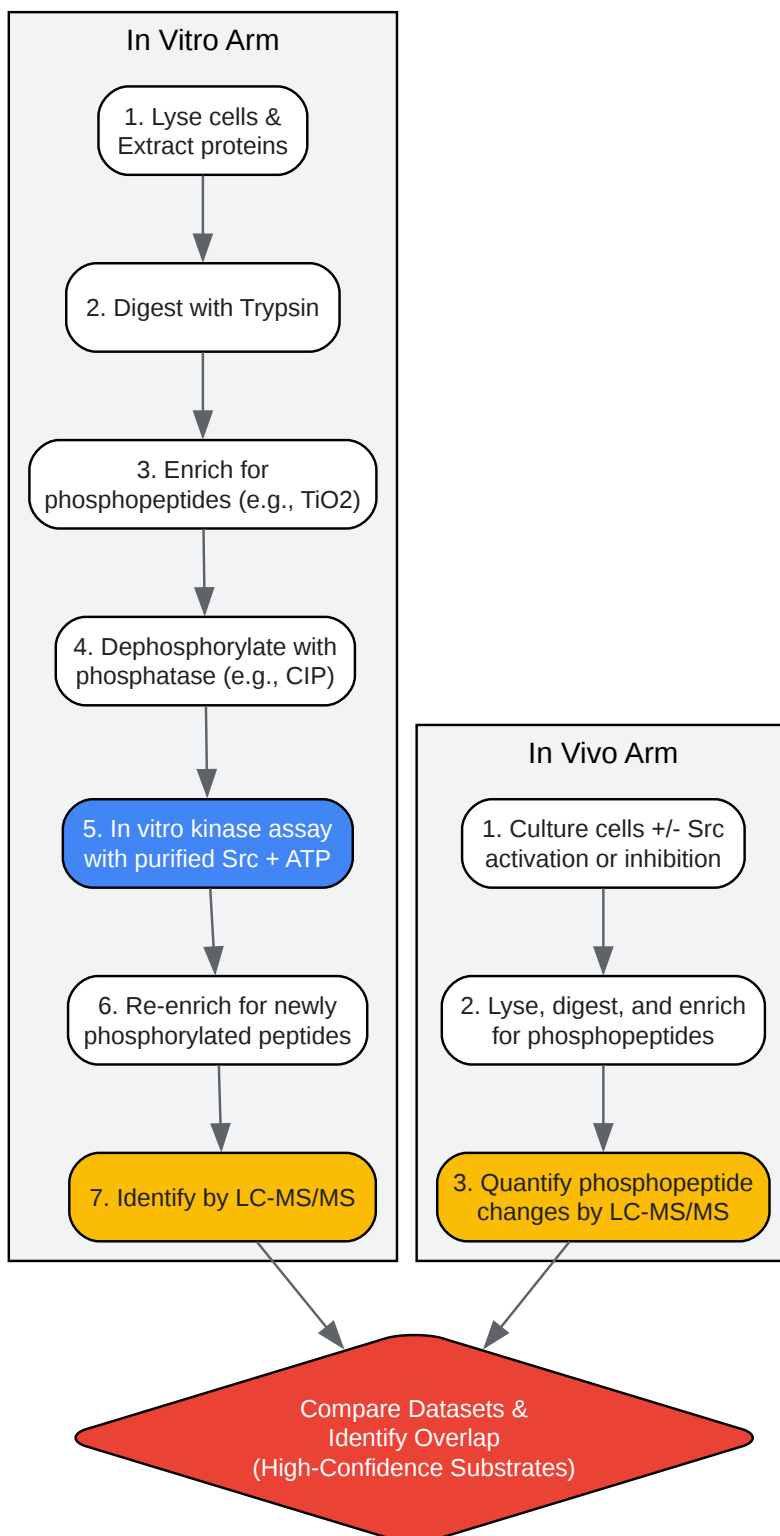 In Vitro Arm
1. Lyse cells &
Extract proteins
2. Digest with Trypsin
3. Enrich for
phosphopeptides (e.g., TiO2)
4. Dephosphorylate with
phosphatase (e.g., CIP)
5. In vitro kinase assay
with purified Src + ATP
6. Re-enrich for newly
phosphorylated peptides
7. Identify by LC-MS/MS
In Vivo Arm
1. Culture cells +/- Src
activation or inhibition
2. Lyse, digest, and enrich
for phosphopeptides
3. Quantify phosphopeptide
changes by LC-MS/MS
Compare Datasets &
Identify Overlap
(High-Confidence Substrates)